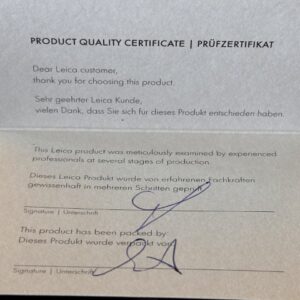 PRODUCT QUALITY CERTIFICATE | PRÜFZERTIFIKAT
Dear Leica customer,
thank you for choosing this product.
Sehr geehrter Leica Kunde,
vielen Dank, dass Sie sich für dieses Produkt entschieden haben.
This Leica product was meticulously examined by experienced
professionals at several stages of production.
Dieses Leica Produkt wurde von erfahrenen Fachkräften
gewissenhaft in mehreren Schritten geprüft.
Signature | Unterschrift
This product has been packed by:
Dieses Produkt wurde verpackt von:
Signature | Unterschrift